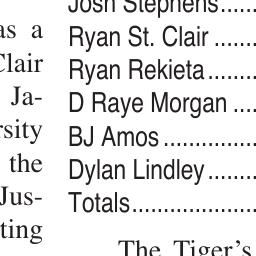 as a
Clair
Ja-
rsity
the
Jus-
ting
Josh Stephens......
Ryan St. Clair .......
Ryan Rekieta ........
D Raye Morgan ....
BJ Amos ...............
Dylan Lindley ........
Totals....................
The Tiger's